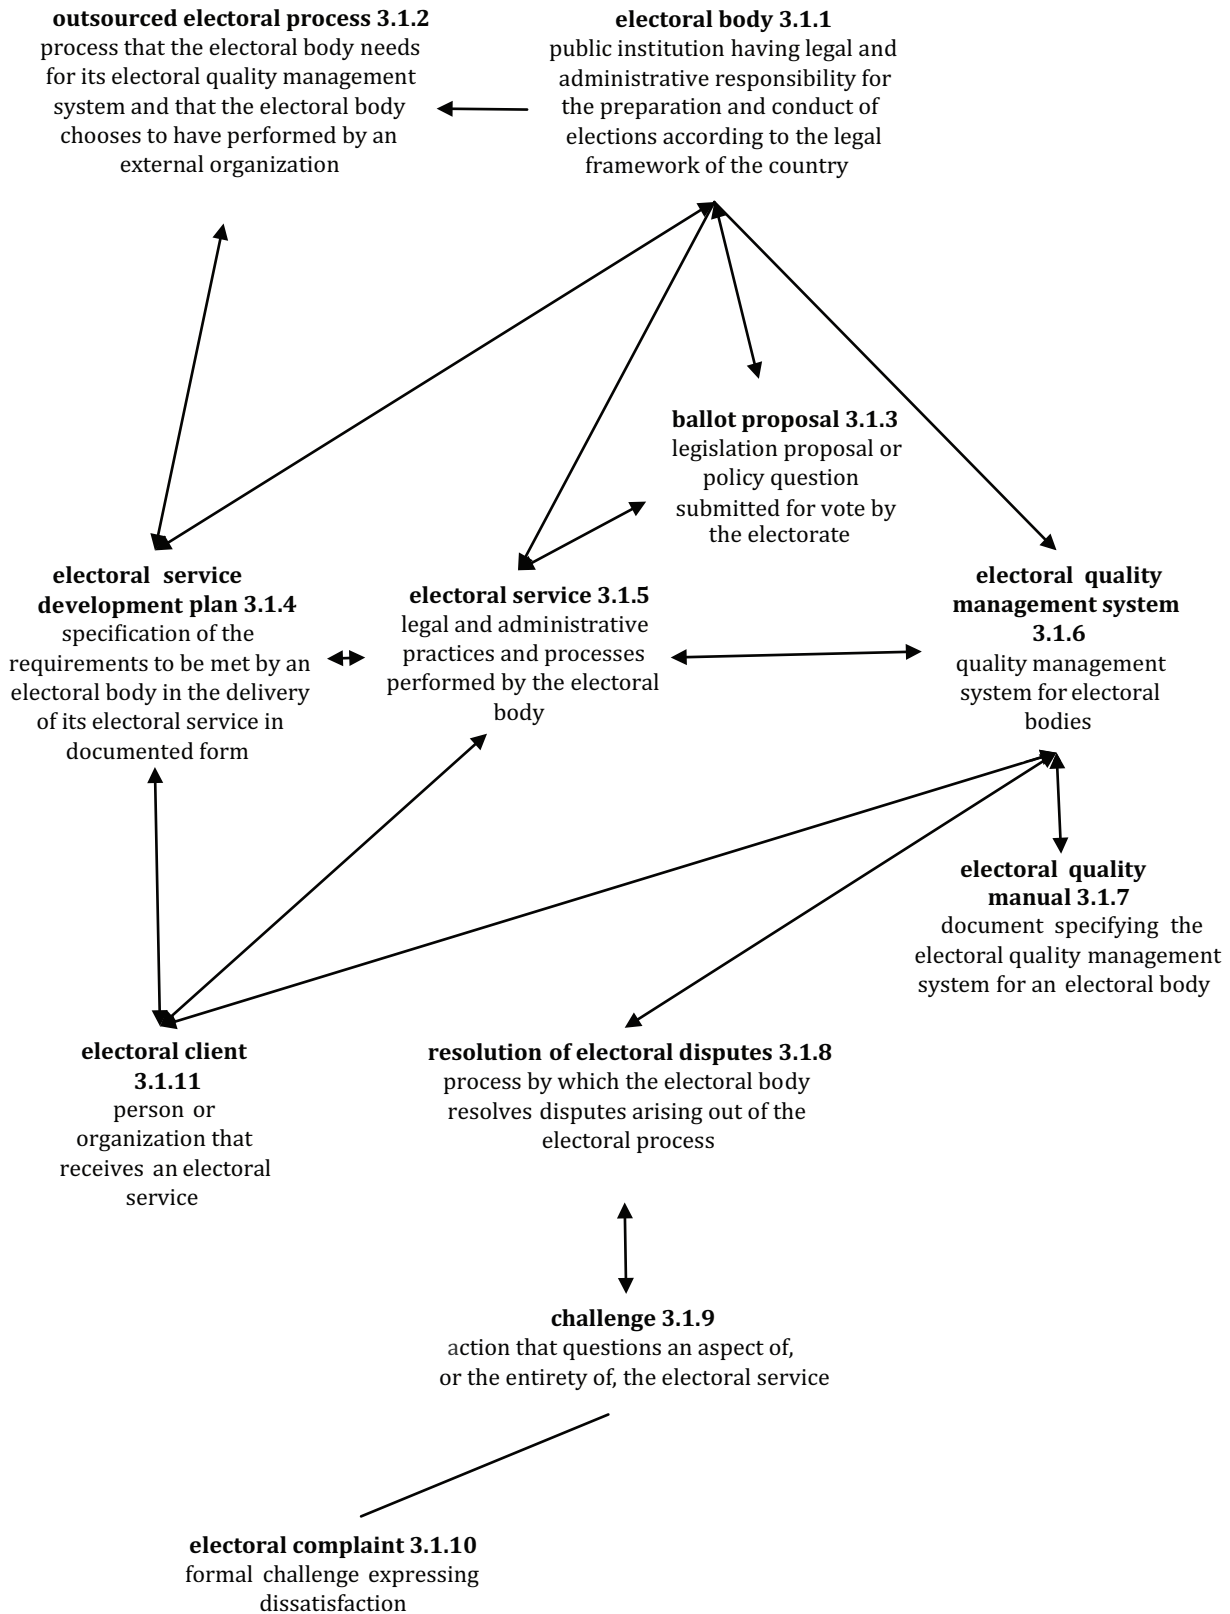 outsourced electoral process 3.1.2
process that the electoral body needs
for its electoral quality management
system and that the electoral body
chooses to have performed by an
external organization
electoral body 3.1.1
public institution having legal and
administrative responsibility for
the preparation and conduct of
elections according to the legal
framework of the country
ballot proposal 3.1.3
legislation proposal or
policy question
submitted for vote by
the electorate
electoral service
development plan 3.1.4
specification of the
requirements to be met by an
electoral body in the delivery
of its electoral service in
documented form
electoral service 3.1.5
legal and administrative
practices and processes
performed by the electoral
body
electoral quality
management system
3.1.6
quality management
system for electoral
bodies
electoral quality
manual 3.1.7
document specifying the
electoral quality management
system for an electoral body
electoral client
3.1.11
person or
organization that
receives an electoral
service
resolution of electoral disputes 3.1.8
process by which the electoral body
resolves disputes arising out of the
electoral process
challenge 3.1.9
action that questions an aspect of,
or the entirety of, the electoral service
electoral complaint 3.1.10
formal challenge expressing
dissatisfaction